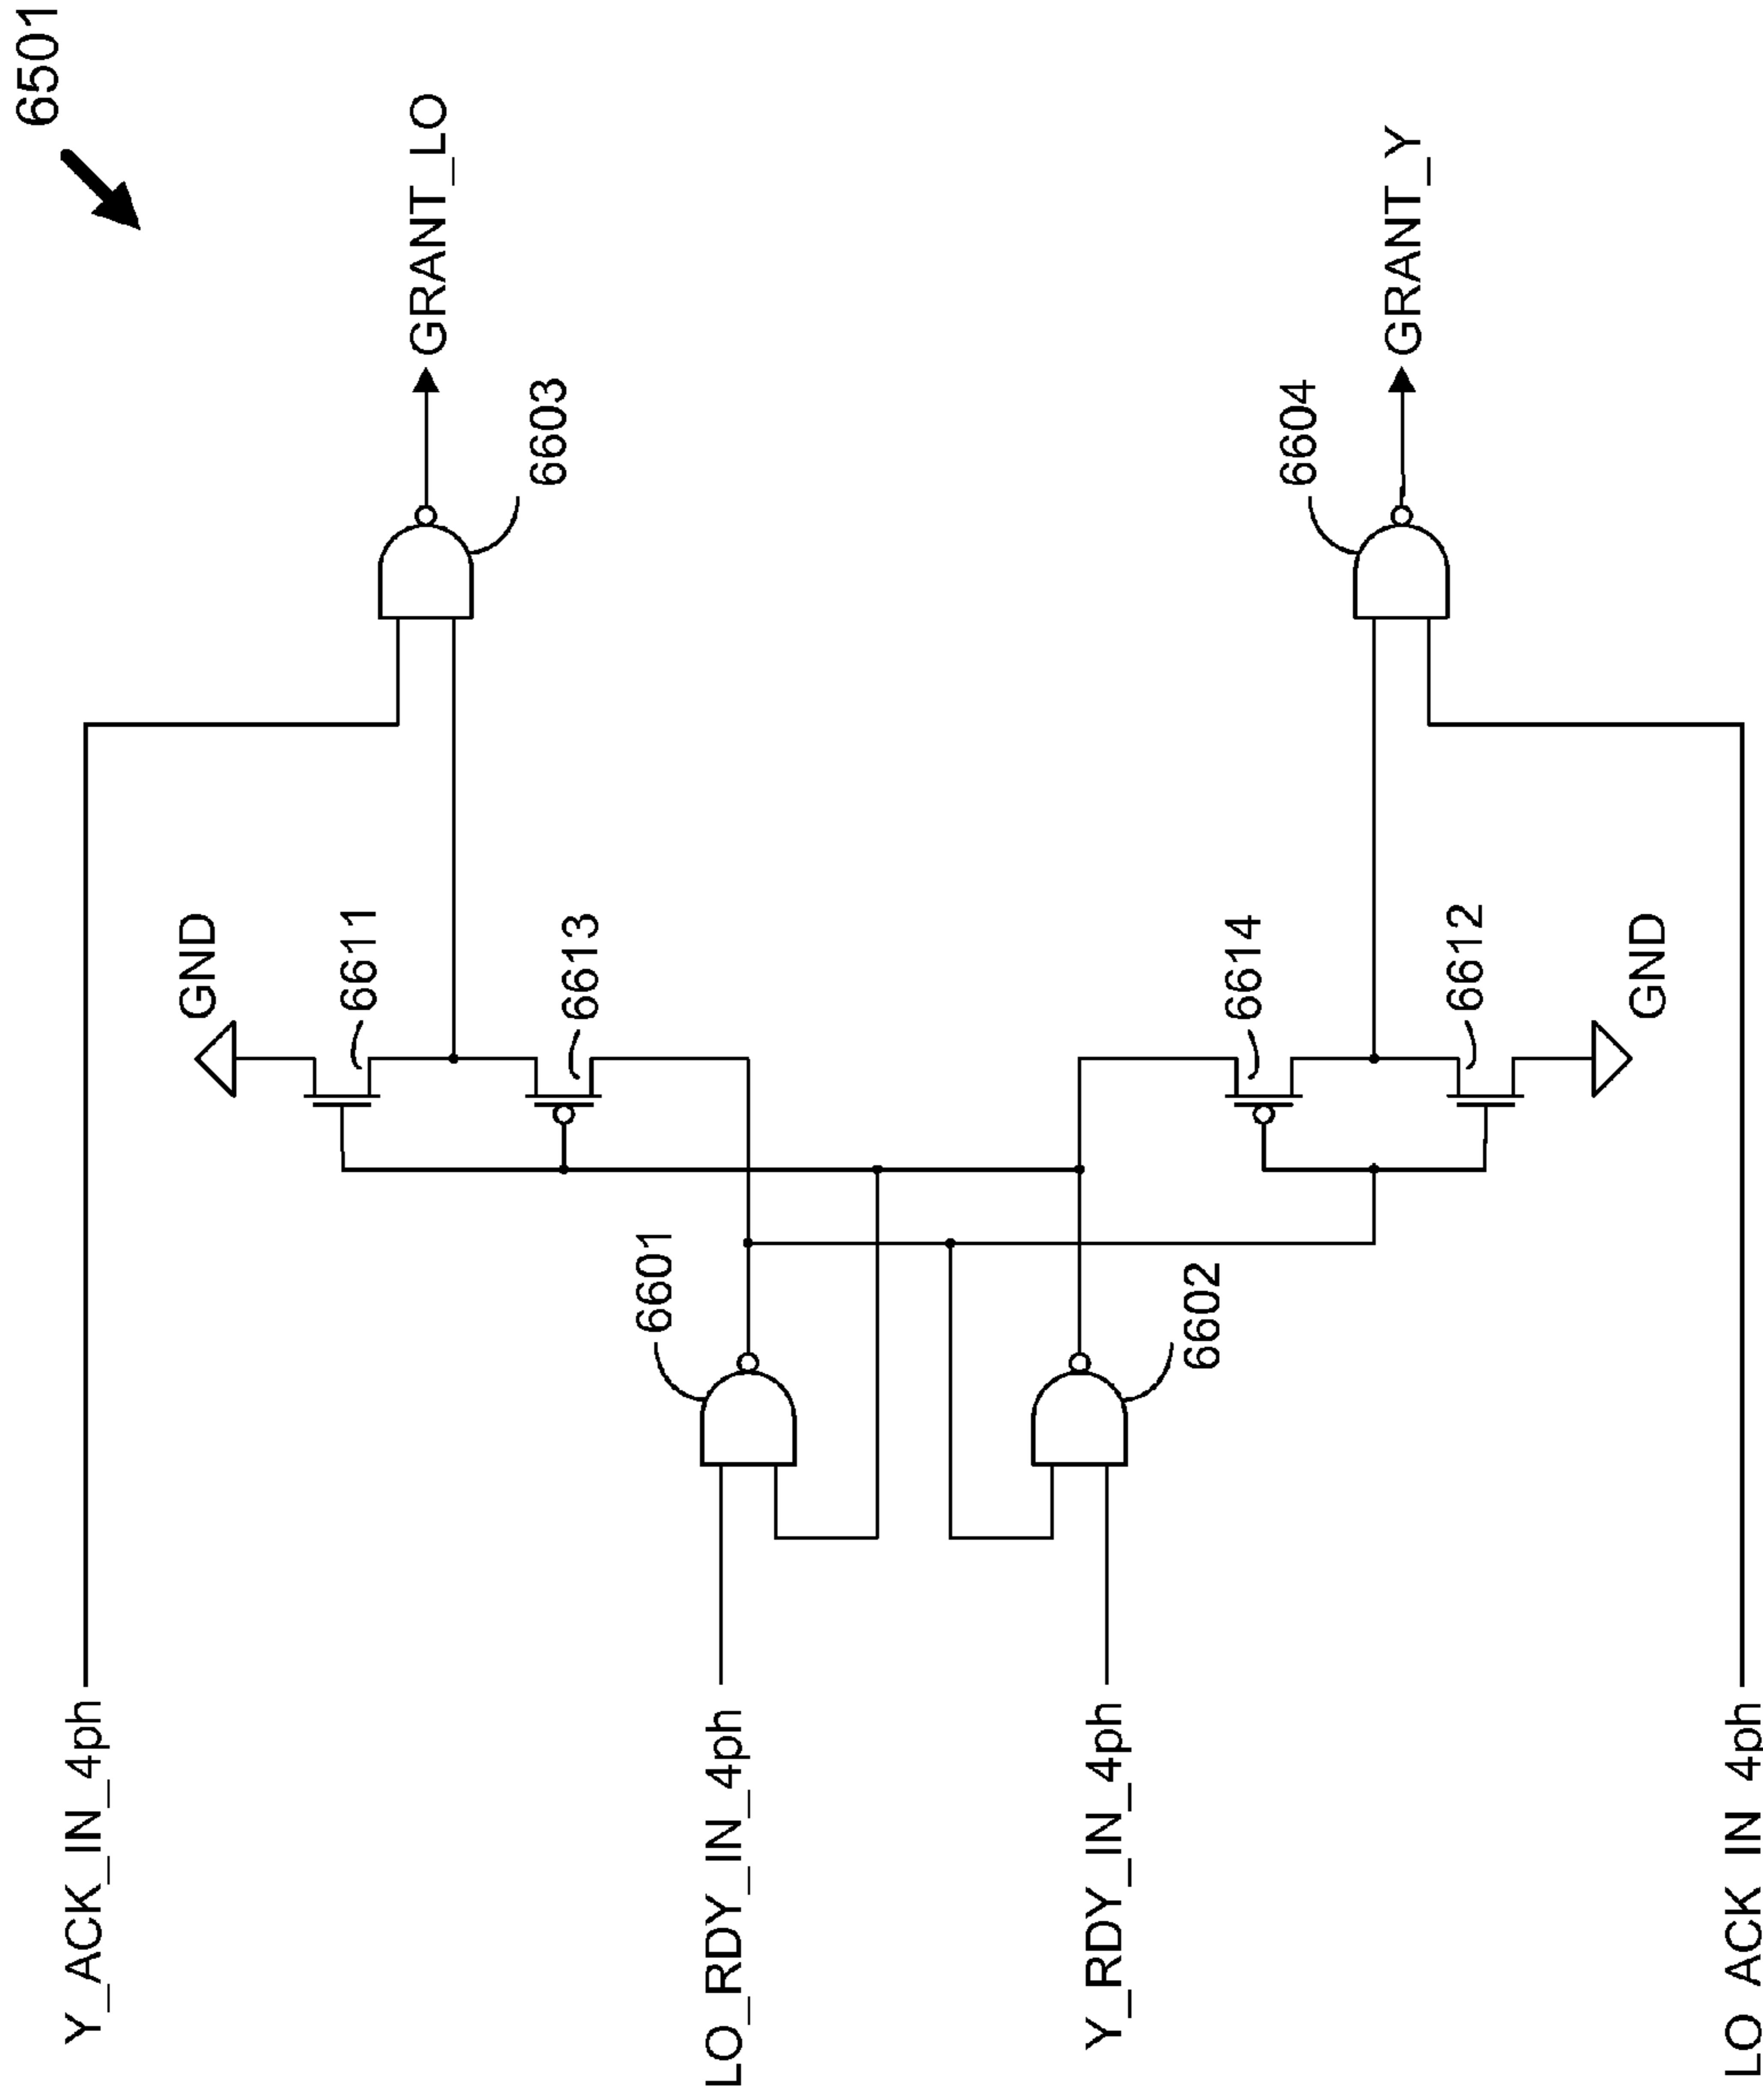 6501
Y_ACK_IN_4ph
GND
6611
GRANT_LO
6603
6613
LO_RDY_IN_4ph
6601
Y_RDY_IN_4ph
6602
6614
6604
GRANT_Y
6612
GND
LO_ACK_IN_4ph